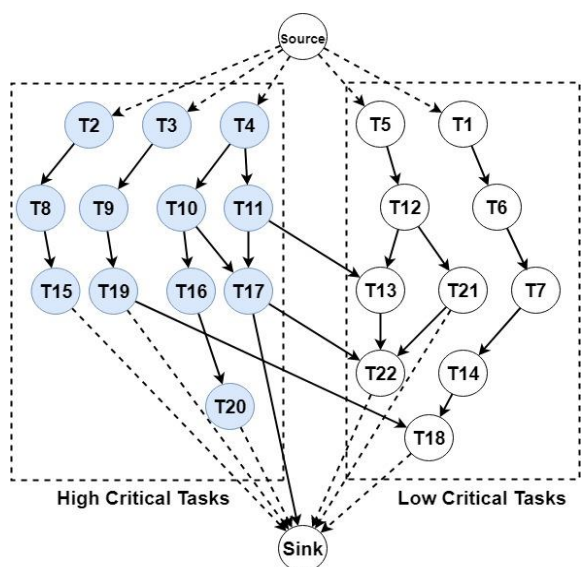 Source
T2 T3 T4 T5 T1
T8 T9 T10 T11 T12 T6
T15 T19 T16 T17 T13 T21 T7
T22 T14
T20
T18
High Critical Tasks Low Critical Tasks
Sink